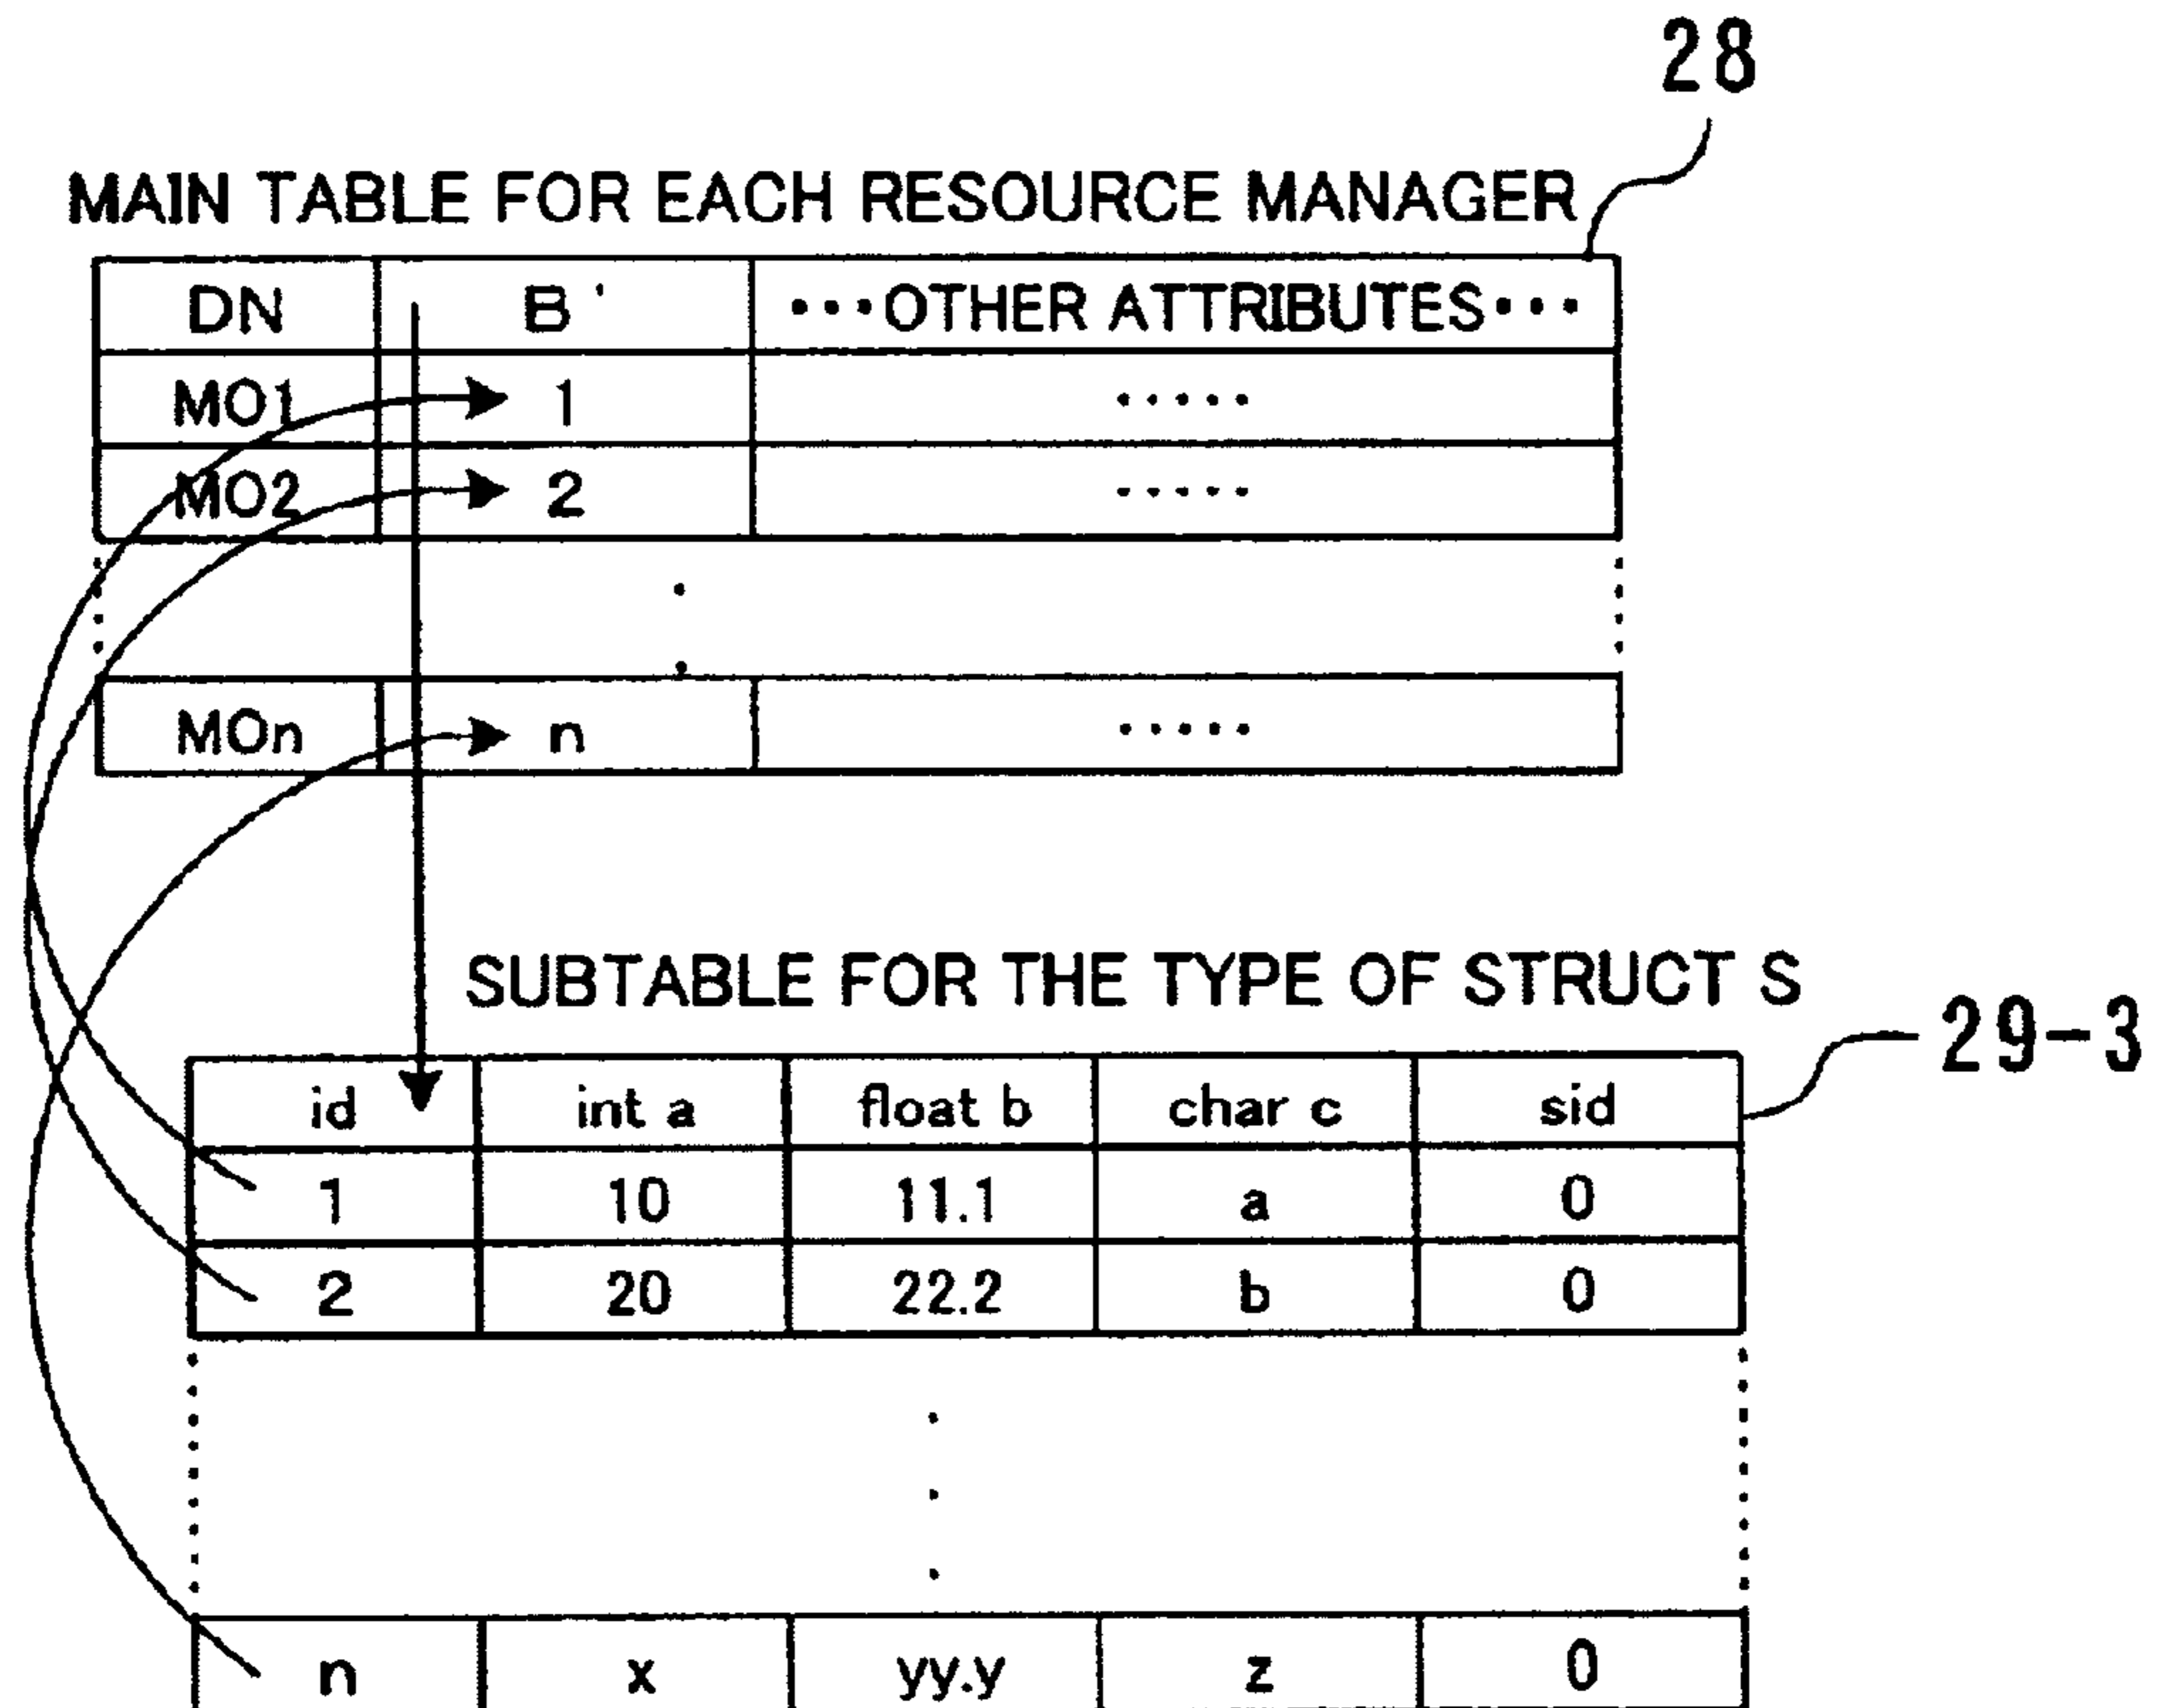 28
MAIN TABLE FOR EACH RESOURCE MANAGER
DN B' ···OTHER ATTRIBUTES···
MO1 1 ·····
MO2 2 ·····
MOn n ·····
SUBTABLE FOR THE TYPE OF STRUCT S
29-3
id int a float b char c sid
1 10 11.1 a 0
2 20 22.2 b 0
n x yy.y z 0